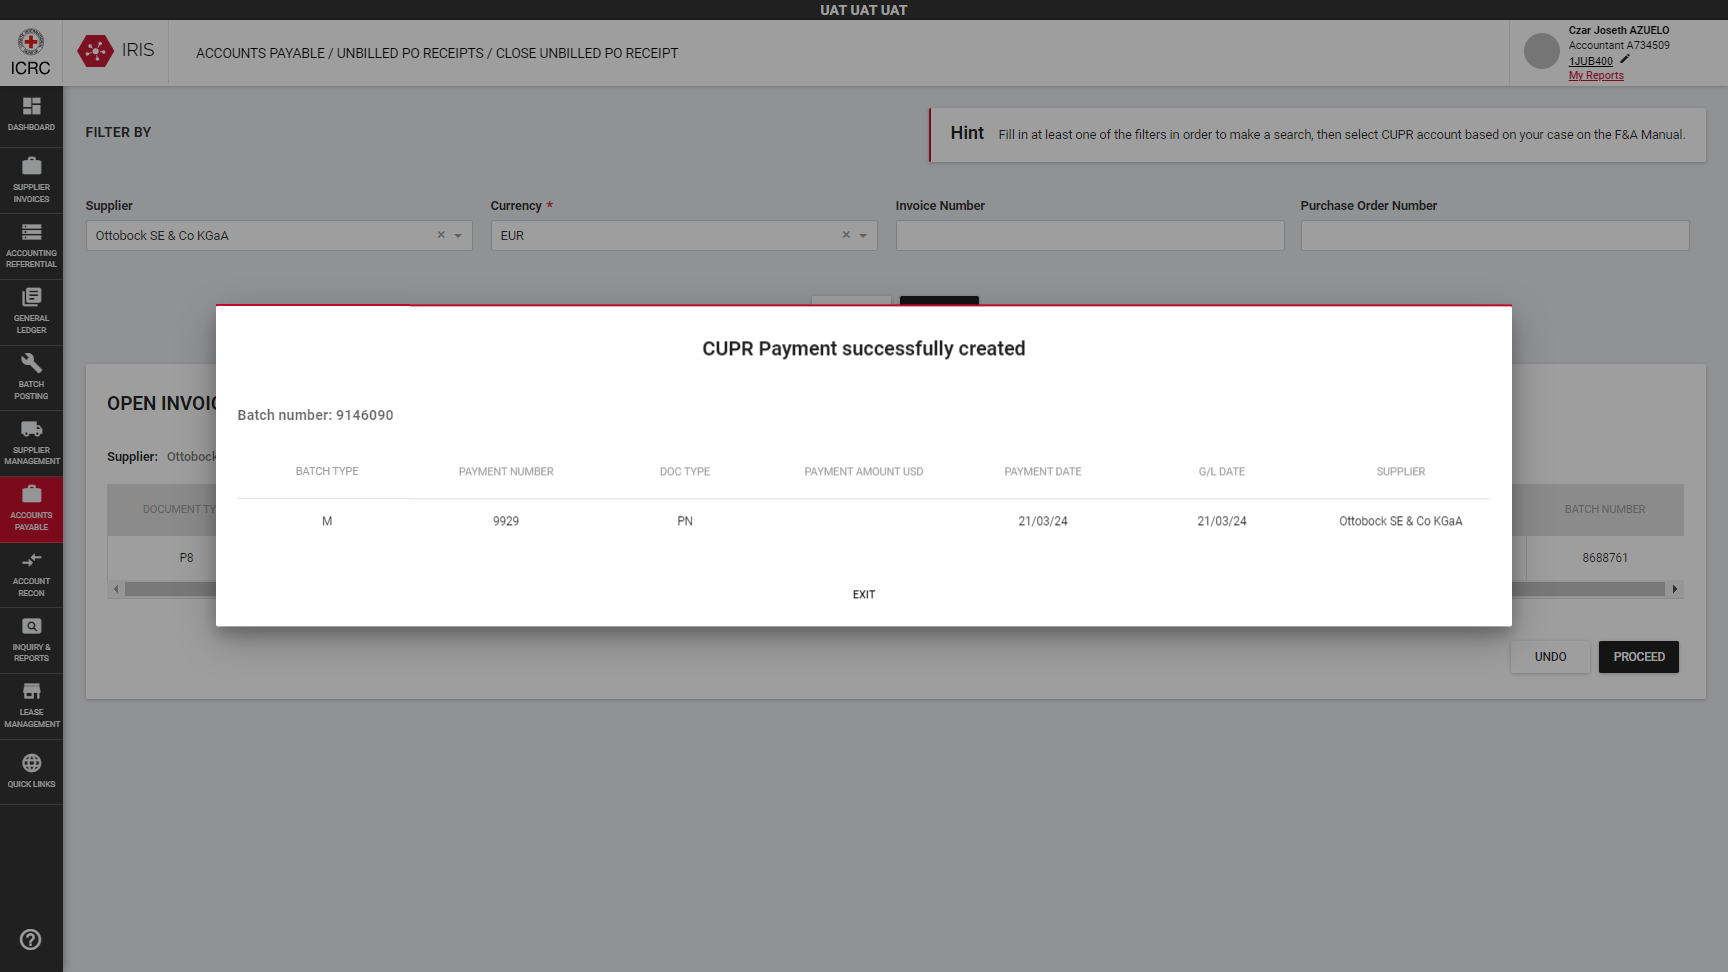 UAT UAT UAT
ICRC
IRIS
ACCOUNTS PAYABLE / UNBILLED PO RECEIPTS / CLOSE UNBILLED PO RECEIPT
Czar Joseth AZUELO
Accountant A734509
1JUB400
My Reports
DASHBOARD
SUPPLIER
INVOICES
ACCOUNTING
REFERENTIAL
GENERAL
LEDGER
BATCH
POSTING
SUPPLIER
MANAGEMENT
ACCOUNTS
PAYABLE
ACCOUNT
RECON
INQUIRY &
REPORTS
LEASE
MANAGEMENT
QUICK LINKS
FILTER BY
Hint Fill in at least one of the filters in order to make a search, then select CUPR account based on your case on the F&A Manual.
Supplier Currency * Invoice Number Purchase Order Number
Ottobock SE & Co KGaA × EUR ×
CUPR Payment successfully created
Batch number: 9146090
BATCH TYPE PAYMENT NUMBER DOC TYPE PAYMENT AMOUNT USD PAYMENT DATE G/L DATE SUPPLIER
M 9929 PN 21/03/24 21/03/24 Ottobock SE & Co KGaA
EXIT
OPEN INVOIC
Supplier: Ottobock
DOCUMENT TY BATCH NUMBER
P8 8688761
UNDO PROCEED